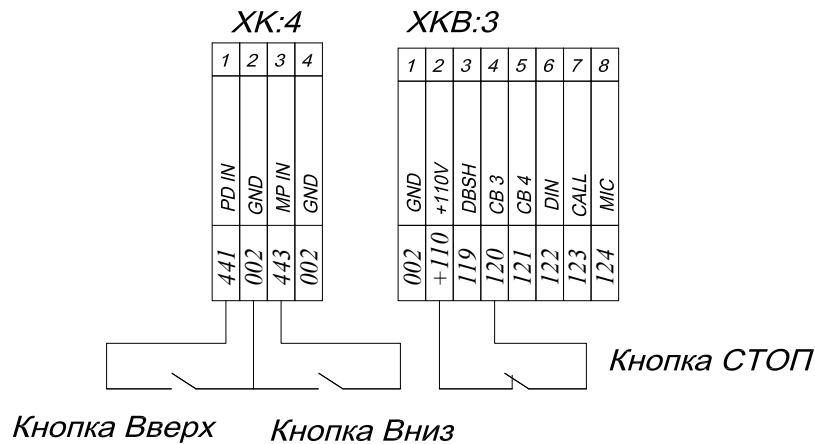 ХК:4
1 2 3 4
PD IN GND MP IN GND
441 002 443 002
ХКВ:3
1 2 3 4 5 6 7 8
GND +110V DBSH CB 3 CB 4 DIN CALL MIC
002 +110 119 120 121 122 123 124
Кнопка СТОП
Кнопка Вверх
Кнопка Вниз